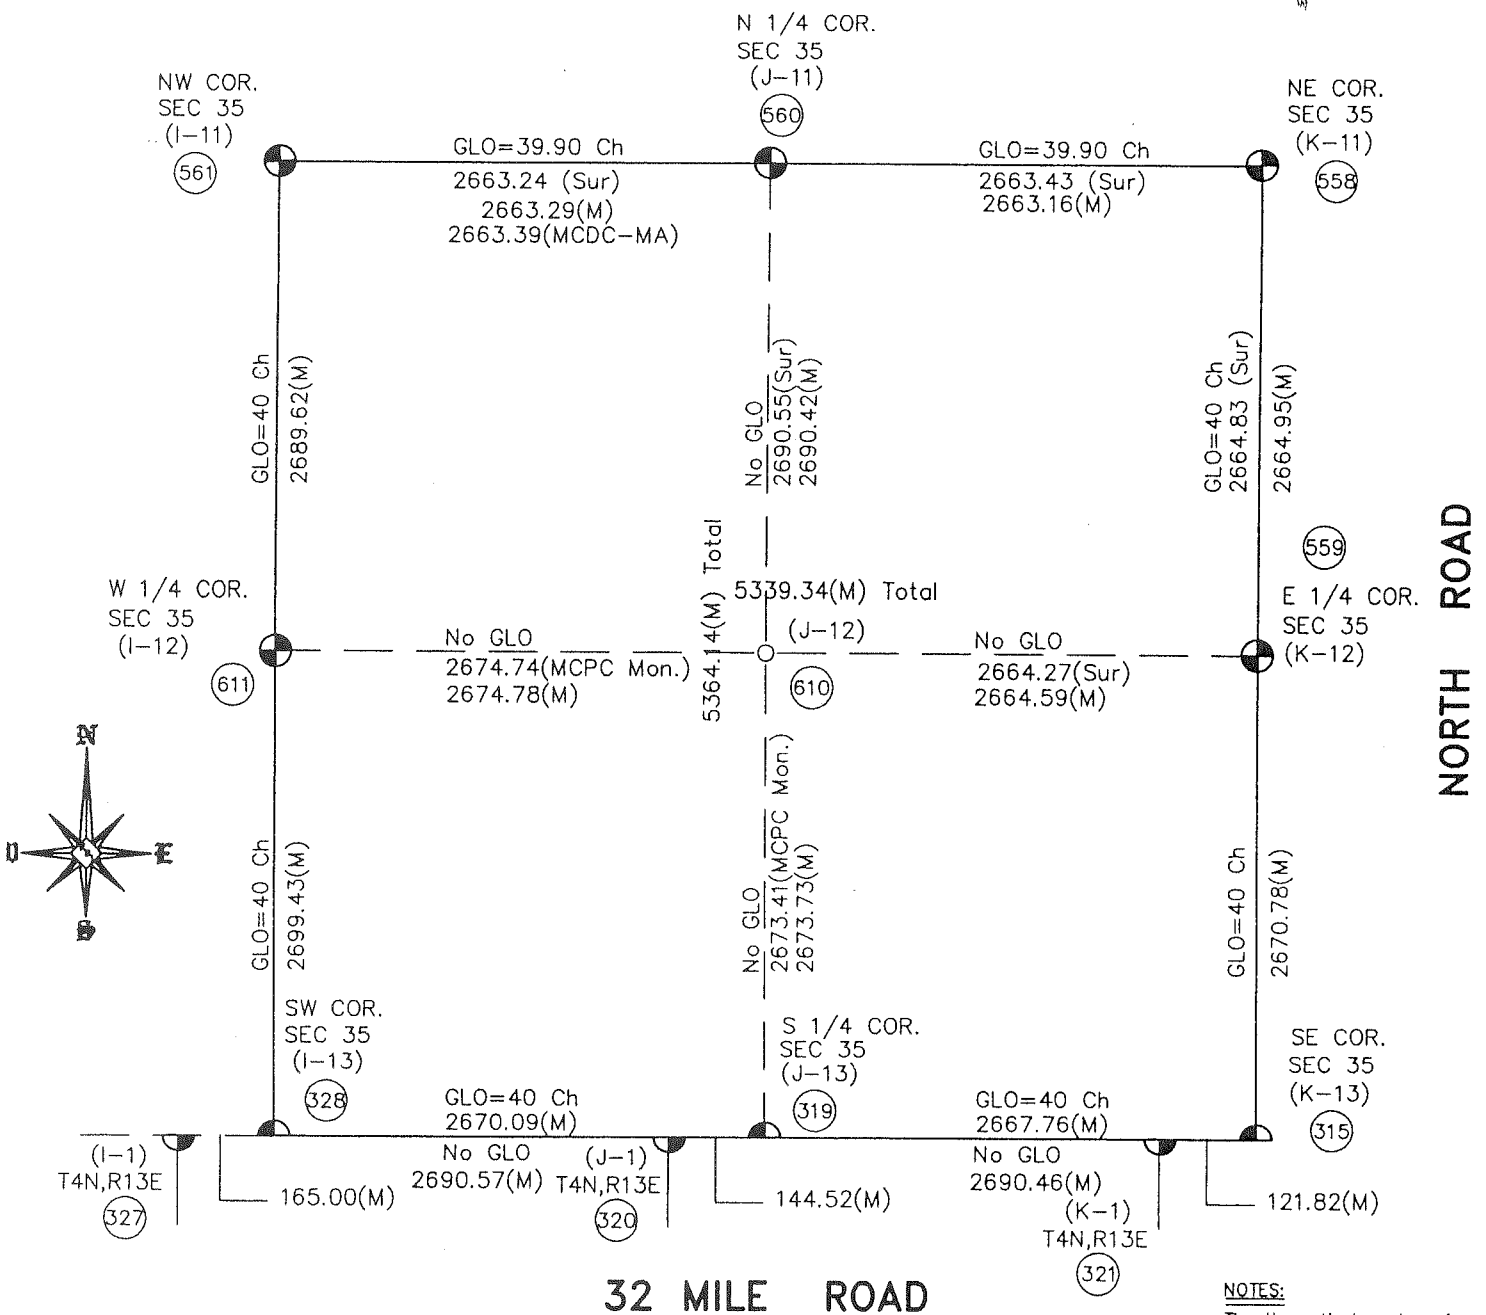 N 1/4 COR.
SEC 35
(J-11)
560
NW COR.
SEC 35
(I-11)
561
NE COR.
SEC 35
(K-11)
558
GLO=39.90 Ch
2663.24 (Sur)
2663.29(M)
2663.39(MCDC-MA)
GLO=39.90 Ch
2663.43 (Sur)
2663.16(M)
GLO=40 Ch
2689.62(M)
No GLO
2690.55(Sur)
2690.42(M)
GLO=40 Ch
2664.83 (Sur)
2664.95(M)
559
NORTH ROAD
W 1/4 COR.
SEC 35
(I-12)
611
5364.14(M) Total
5339.34(M) Total
(J-12)
610
E 1/4 COR.
SEC 35
(K-12)
No GLO
2674.74(MCPC Mon.)
2674.78(M)
No GLO
2664.27(Sur)
2664.59(M)
N
E
S
GLO=40 Ch
2699.43(M)
No GLO
2673.41(MCPC Mon.)
2673.73(M)
GLO=40 Ch
2670.78(M)
SW COR.
SEC 35
(I-13)
328
S 1/4 COR.
SEC 35
(J-13)
319
SE COR.
SEC 35
(K-13)
315
GLO=40 Ch
2670.09(M)
GLO=40 Ch
2667.76(M)
No GLO
2690.57(M)
No GLO
2690.46(M)
(I-1)
T4N,R13E
327
165.00(M)
(J-1)
T4N,R13E
320
144.52(M)
(K-1)
T4N,R13E
321
121.82(M)
32 MILE ROAD
NOTES: